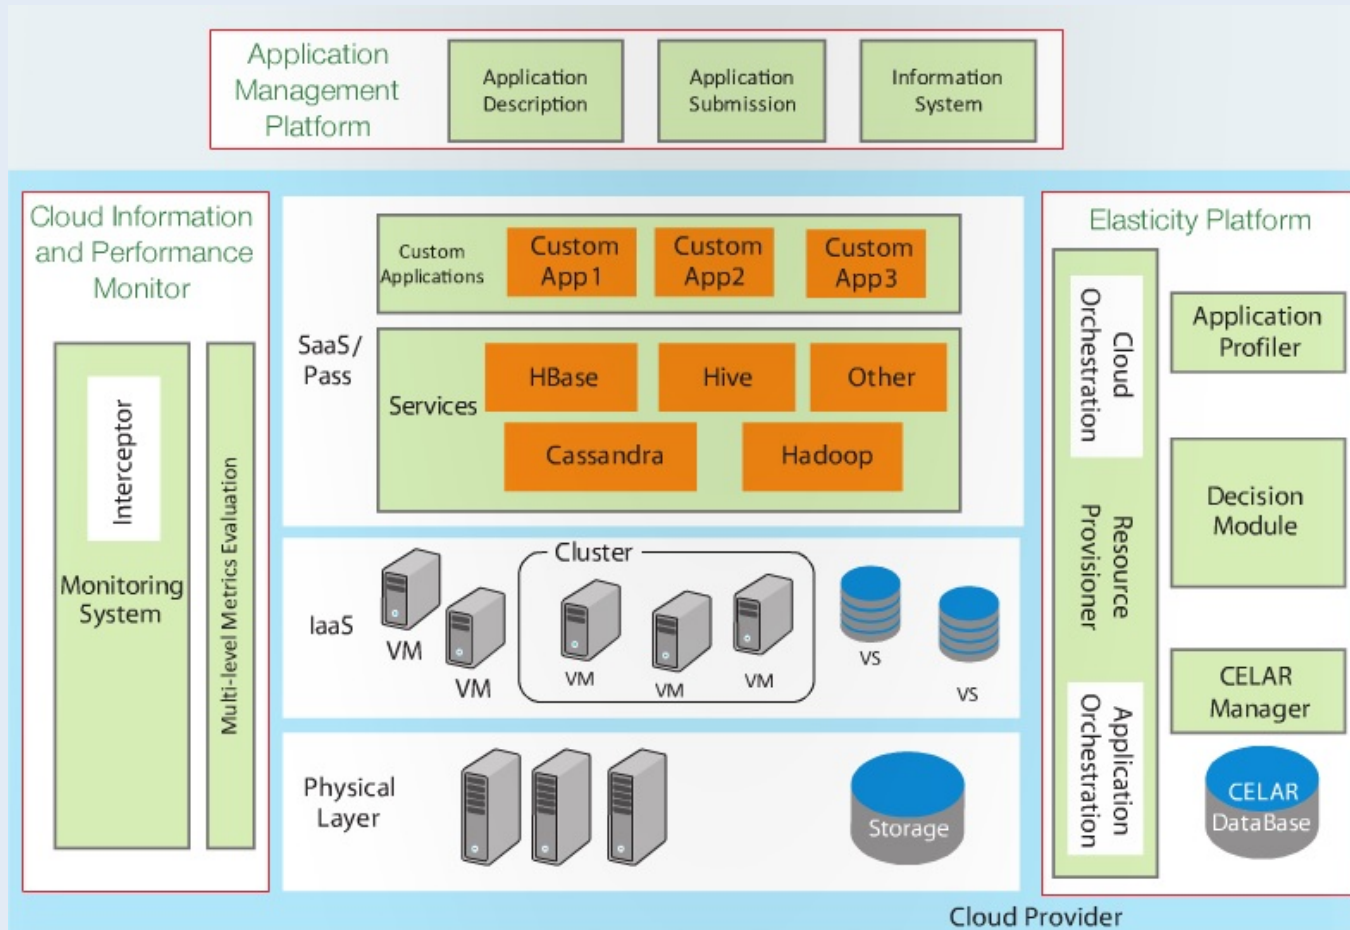 Application
Management
Platform
Application
Description
Application
Submission
Information
System
Cloud Information
and Performance
Monitor
Interceptor
Monitoring
System
Multi-level Metrics Evaluation
SaaS/
Pass
Custom
Applications
Custom
App1
Custom
App2
Custom
App3
Services
HBase
Hive
Other
Cassandra
Hadoop
IaaS
VM
VM
Cluster
VM
VM
VM
VS
VS
Physical
Layer
Storage
Elasticity Platform
Cloud
Orchestration
Resource
Provisioner
Application
Orchestration
Application
Profiler
Decision
Module
CELAR
Manager
CELAR
DataBase
Cloud Provider